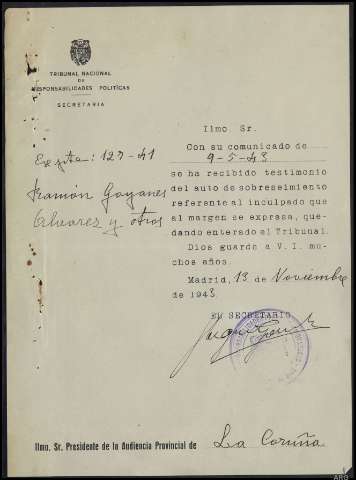 TRIBUNAL NACIONAL
DE
RESPONSABILIDADES POLITICAS
SECRETARIA
Ilmo Sr.
Con su comunicado de
9-5-43
se ha recibido testimonio
del auto de sobreseimiento
referente al inculpado que
al margen se expresa, que-
dando enterado el Tribunal.
Dios guarde a V.I. mu-
chos años.
Madrid, 13 de Noviembre
de 1943
EL SECRETARIO
127-41
Ramón Goyanes
Alvarez y otros
Ilmo. Sr. Presidente de la Audiencia Provincial de La Coruña
ARG